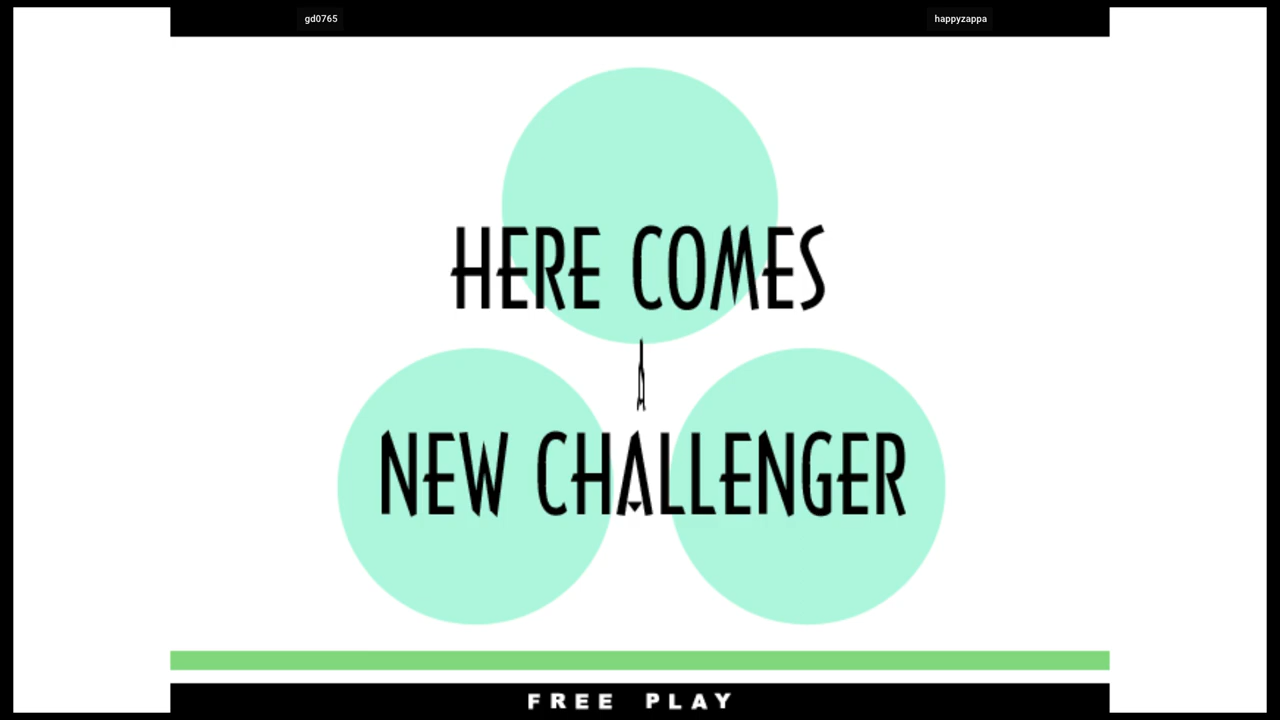 gd0765 happyzappa
HERE COMES
A
NEW CHALLENGER
FREE PLAY